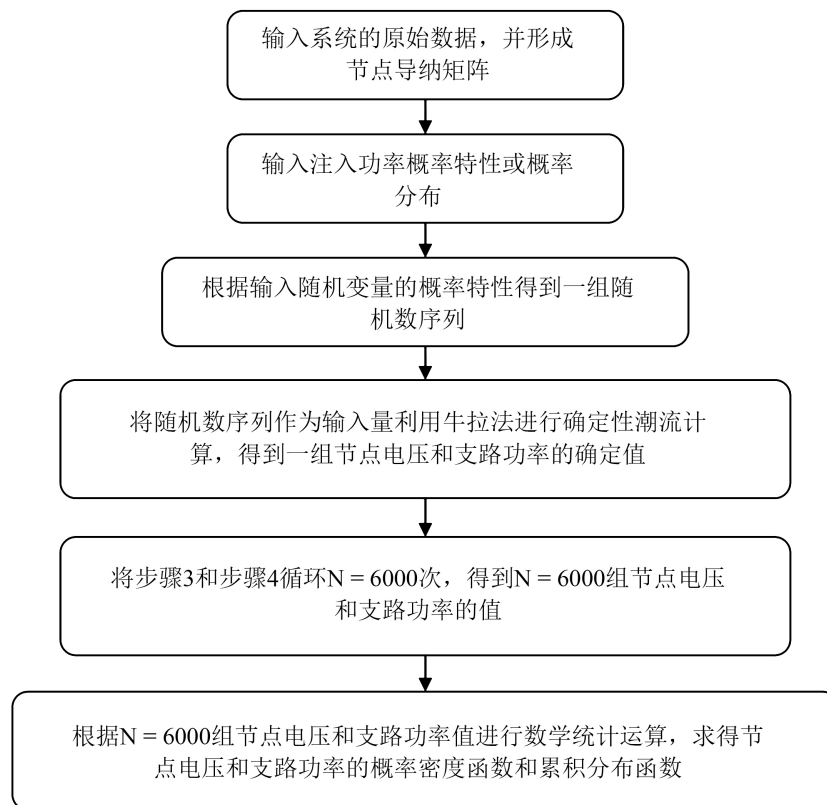 输入系统的原始数据，并形成
节点导纳矩阵
输入注入功率概率特性或概率
分布
根据输入随机变量的概率特性得到一组随
机数序列
将随机数序列作为输入量利用牛拉法进行确定性潮流计
算，得到一组节点电压和支路功率的确定值
将步骤3和步骤4循环N = 6000次，得到N = 6000组节点电压
和支路功率的值
根据N = 6000组节点电压和支路功率值进行数学统计运算，求得节
点电压和支路功率的概率密度函数和累积分布函数